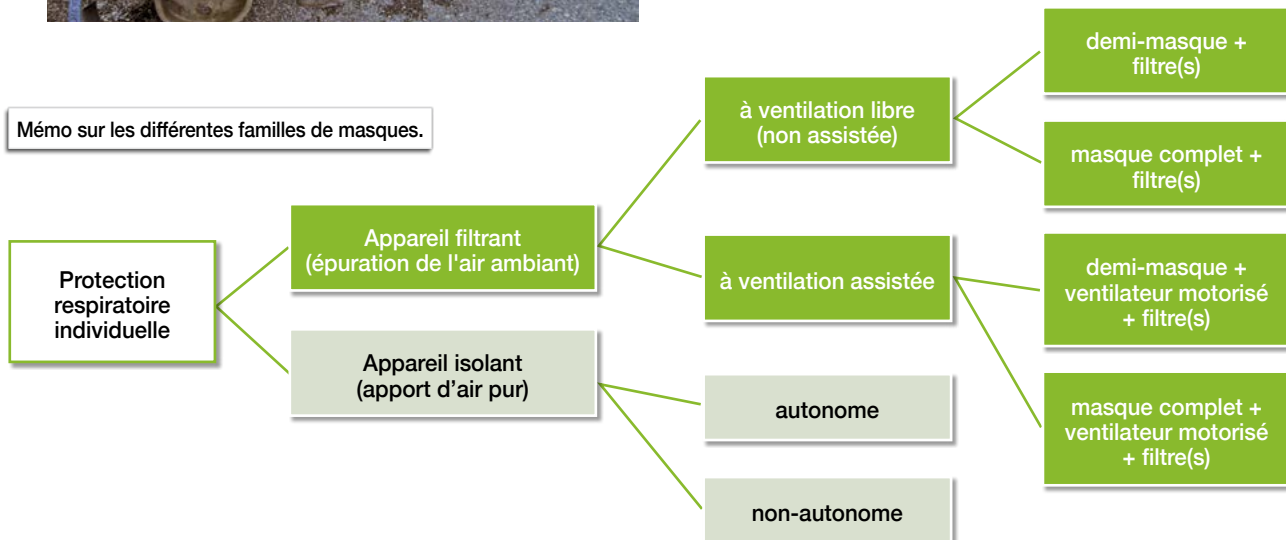 Mémo sur les différentes familles de masques.
Protection
respiratoire
individuelle
Appareil filtrant
(épuration de l'air ambiant)
Appareil isolant
(apport d’air pur)
à ventilation libre
(non assistée)
à ventilation assistée
autonome
non-autonome
demi-masque +
filtre(s)
masque complet +
filtre(s)
demi-masque +
ventilateur motorisé
+ filtre(s)
masque complet +
ventilateur motorisé
+ filtre(s)